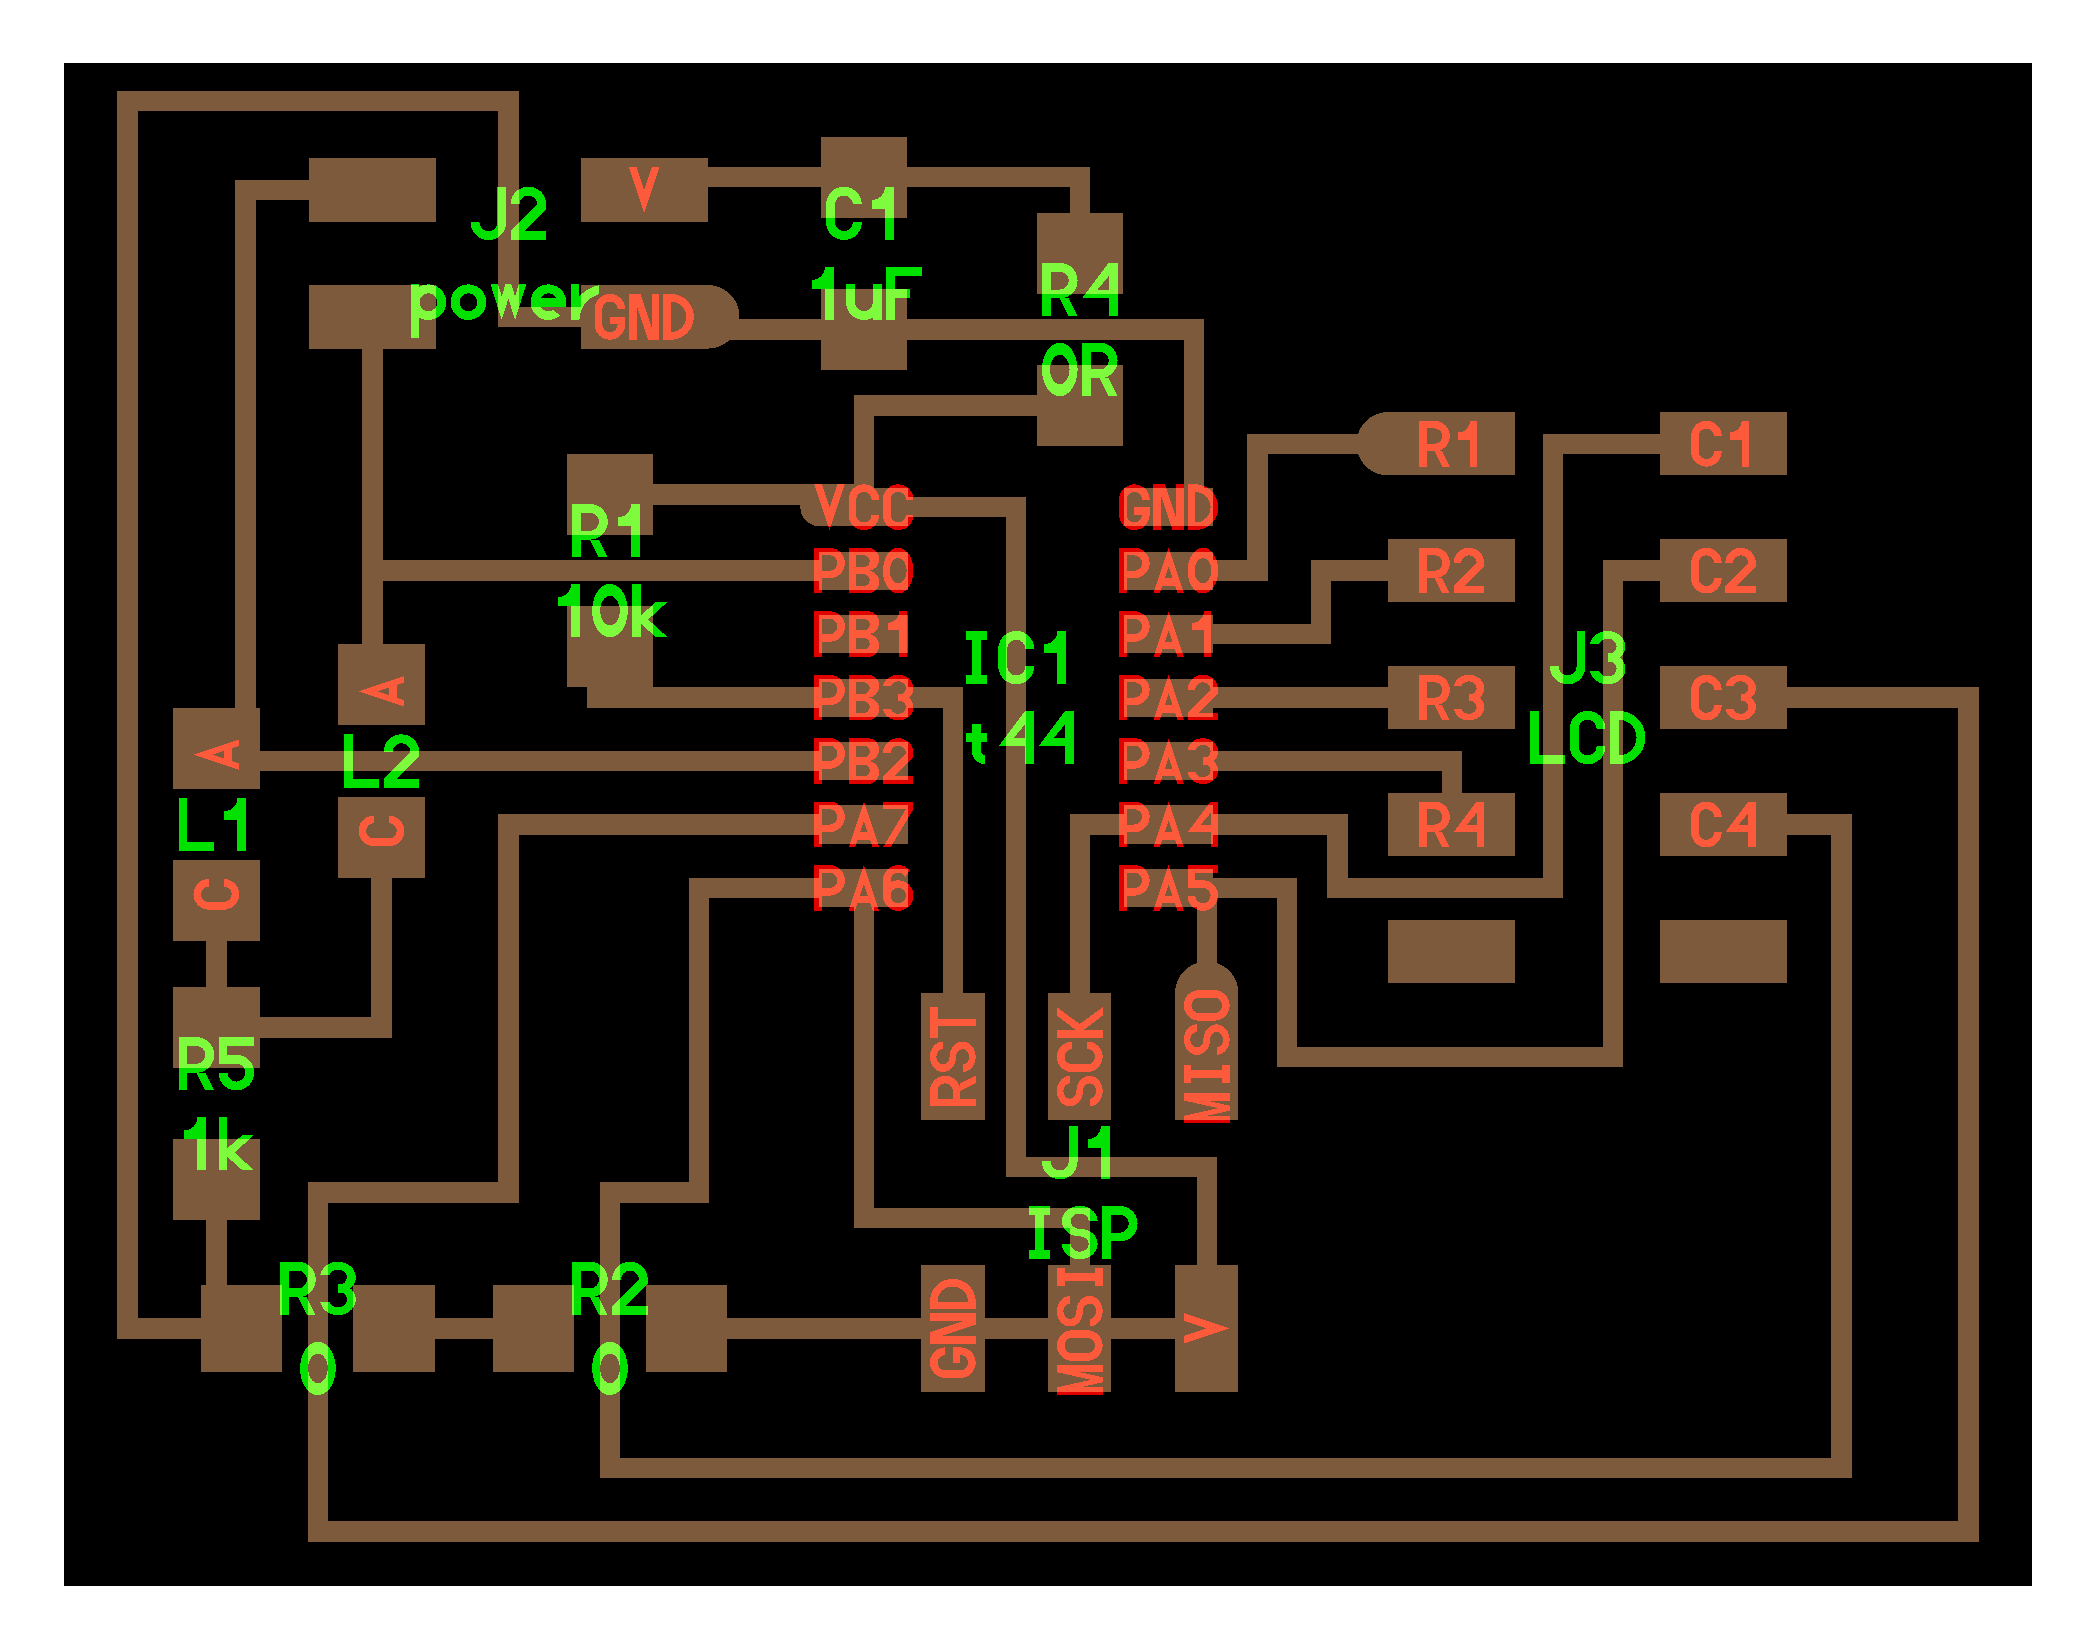 V
J2
C1
power
GND
1uF
R4
0R
R1
C1
VCC
GND
R1
PB0
PA0
R2
C2
10k
PB1
PA1
IC1
J3
A
PB3
PA2
R3
C3
A
L2
PB2
t44
PA3
LCD
L1
C
PA7
PA4
R4
C4
C
PA6
PA5
RST
SCK
MISO
R5
1k
J1
ISP
R3
R2
0
0
GND
MOSI
V